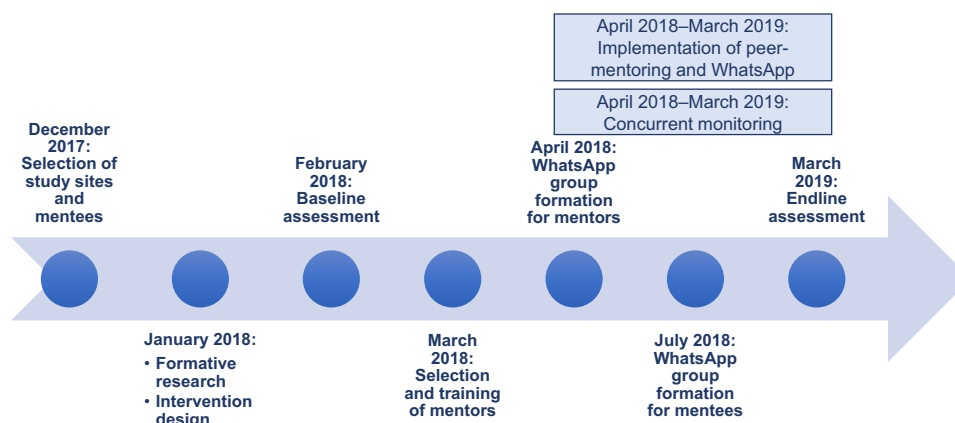 April 2018–March 2019:
Implementation of peer-
mentoring and WhatsApp
April 2018–March 2019:
Concurrent monitoring
December
2017:
Selection of
study sites
and
mentees
February
2018:
Baseline
assessment
April 2018:
WhatsApp
group
formation
for mentors
March
2019:
Endline
assessment
January 2018:
• Formative
research
• Intervention
design
March
2018:
Selection
and training
of mentors
July 2018:
WhatsApp
group
formation
for mentees